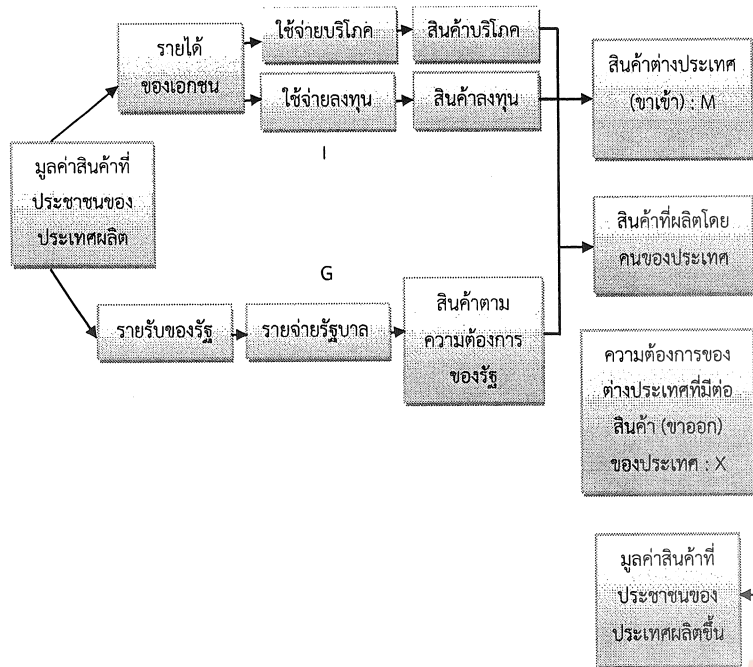 รายได้
ของเอกชน
ใช้จ่ายบริโภค
สินค้าบริโภค
ใช้จ่ายลงทุน
สินค้าลงทุน
I
สินค้าต่างประเทศ
(ขาเข้า) : M
มูลค่าสินค้าที่
ประชาชนของ
ประเทศผลิต
สินค้าที่ผลิตโดย
คนของประเทศ
G
รายรับของรัฐ
รายจ่ายรัฐบาล
สินค้าตาม
ความต้องการ
ของรัฐ
ความต้องการของ
ต่างประเทศที่มีต่อ
สินค้า (ขาออก)
ของประเทศ : X
มูลค่าสินค้าที่
ประชาชนของ
ประเทศผลิตขึ้น